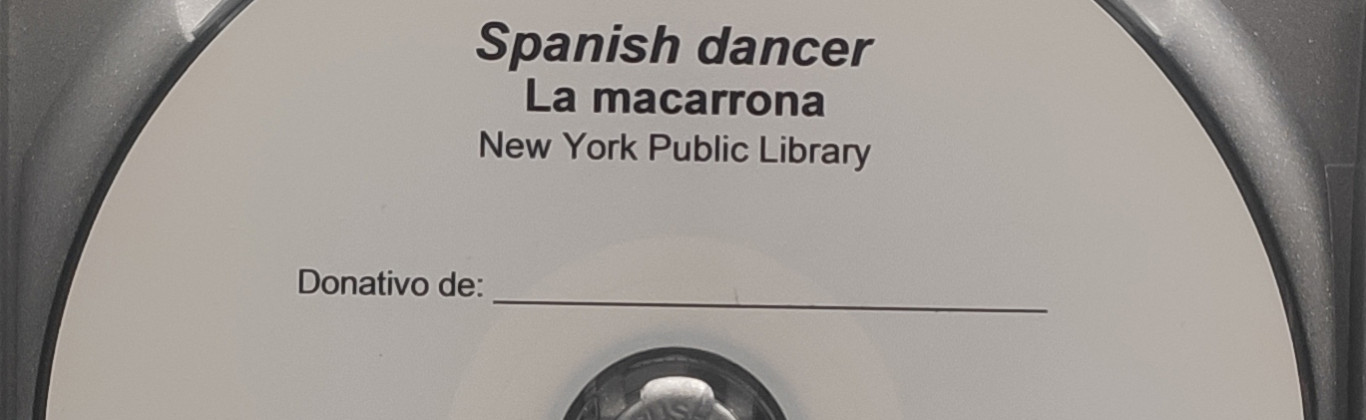 Spanish dancer
La macarrona
New York Public Library
Donativo de: